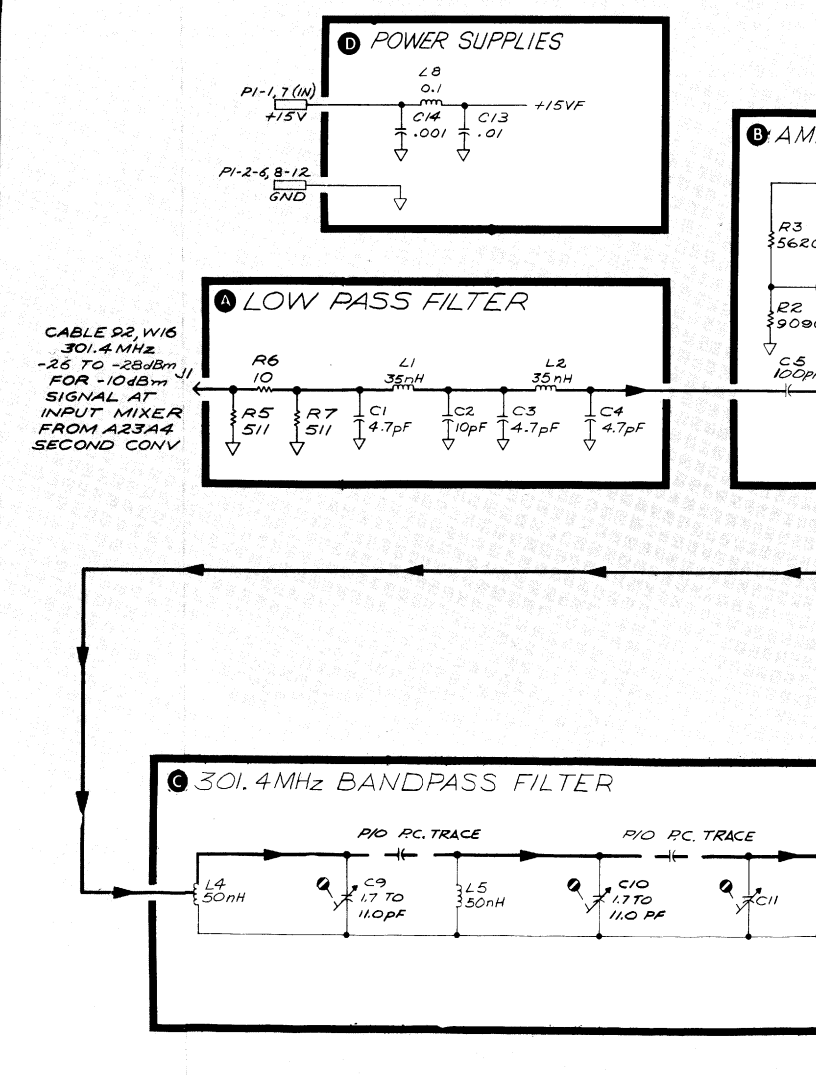 D POWER SUPPLIES
L8
0.1
P1-1, 7 (IN)
+15V
+15VF
C14
.001
C13
.01
P1-2-6, 8-12
GND
B AM
R3
562
R2
909
C5
100p
A LOW PASS FILTER
CABLE 92, W16
301.4 MHz
-26 TO -28dBm
FOR -10dBm
SIGNAL AT
INPUT MIXER
FROM A23A4
SECOND CONV
J1
R6
10
L1
35nH
L2
35nH
R5
511
R7
511
C1
4.7pF
C2
10pF
C3
4.7pF
C4
4.7pF
C 301.4MHz BANDPASS FILTER
P/O P.C. TRACE
P/O P.C. TRACE
L4
50nH
C9
1.7 TO
11.0pF
L5
50nH
C10
1.7 TO
11.0 PF
C11